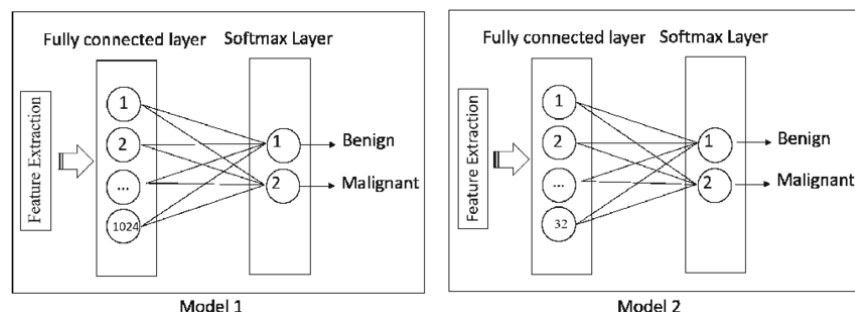 Fully connected layer
Softmax Layer
Feature Extraction
1
2
...
1024
1
2
Benign
Malignant
Model 1
Fully connected layer
Softmax Layer
Feature Extraction
1
2
...
32
1
2
Benign
Malignant
Model 2